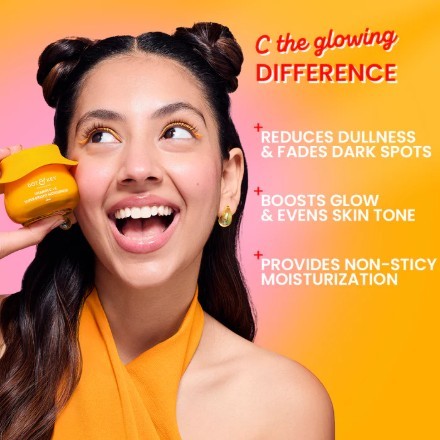 C the glowing
DIFFERENCE
REDUCES DULLNESS
& FADES DARK SPOTS
BOOSTS GLOW
& EVENS SKIN TONE
PROVIDES NON-STICY
MOISTURIZATION